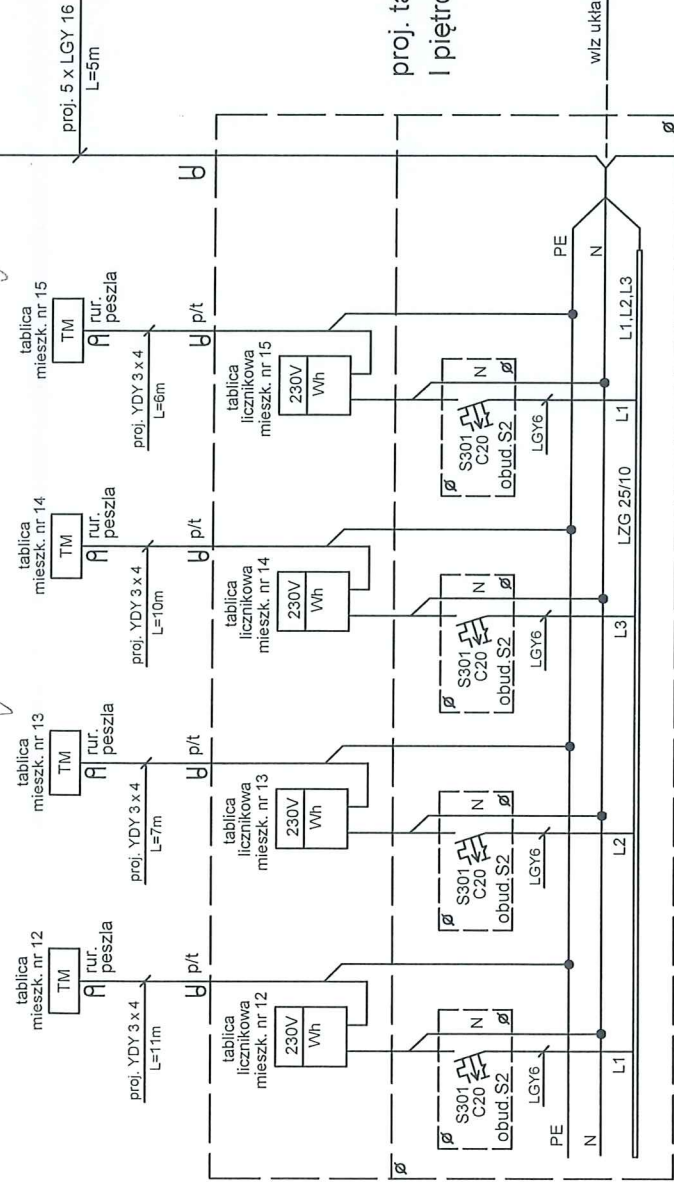 proj. 5 x LGY 16
L=5m
proj. ta
I piętro
wlz ukła
tablica
mieszk. nr 12
TM
rur.
peszla
proj. YDY 3 x 4
L=11m
p/t
tablica
licznikowa
mieszk. nr 12
230V
Wh
S301
C20
obud.S2
N
LGY6
L1
tablica
mieszk. nr 13
TM
rur.
peszla
proj. YDY 3 x 4
L=7m
p/t
tablica
licznikowa
mieszk. nr 13
230V
Wh
S301
C20
obud.S2
N
LGY6
L2
tablica
mieszk. nr 14
TM
rur.
peszla
proj. YDY 3 x 4
L=10m
p/t
tablica
licznikowa
mieszk. nr 14
230V
Wh
S301
C20
obud.S2
N
LGY6
L3
tablica
mieszk. nr 15
TM
rur.
peszla
proj. YDY 3 x 4
L=6m
p/t
tablica
licznikowa
mieszk. nr 15
230V
Wh
S301
C20
obud.S2
N
LGY6
L1
PE
N
PE
N
LZG 25/10
L1,L2,L3